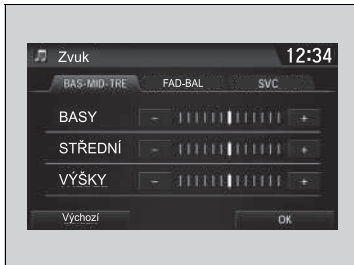 Zvuk 12:34
BAS-MID-TRE FAD-BAL SVC
BASY - +
STŘEDNÍ - +
VÝŠKY - +
Výchozí OK